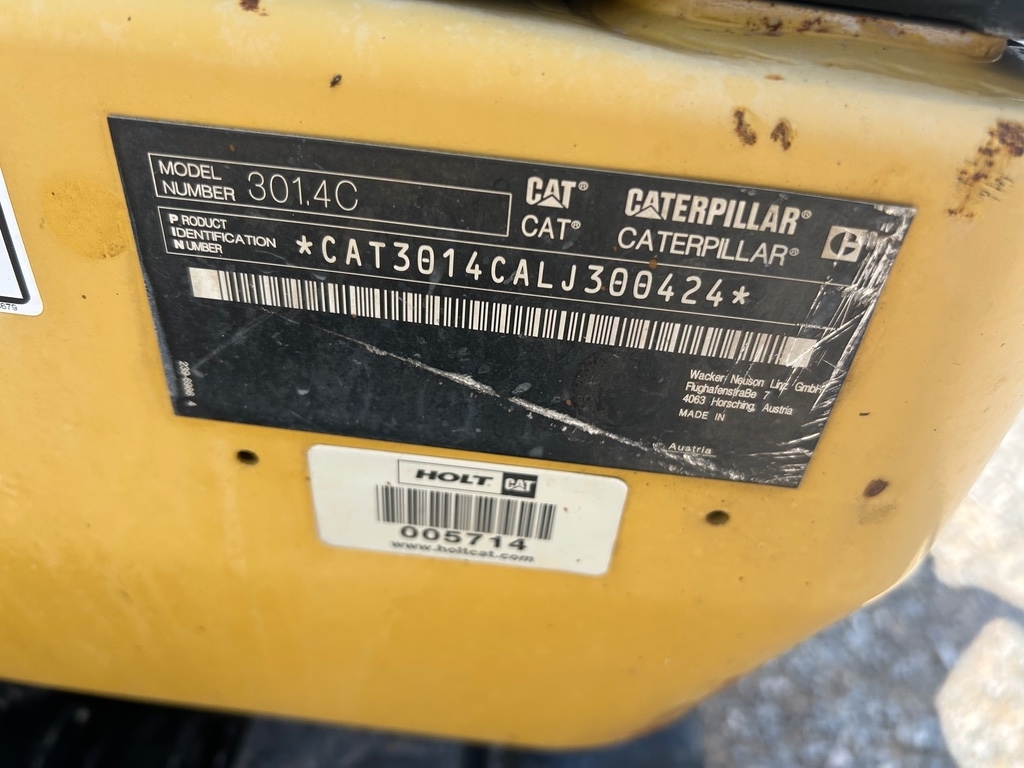 MODEL NUMBER 301.4C
CAT® CATERPILLAR®
CAT® CATERPILLAR®
PRODUCT IDENTIFICATION NUMBER *CAT3014CALJ300424*
Wacker Neuson Linz GmbH
Flughafenstraße 7
4063 Horsching, Austria
MADE IN
Austria
HOLT CAT
005714
www.holtcat.com